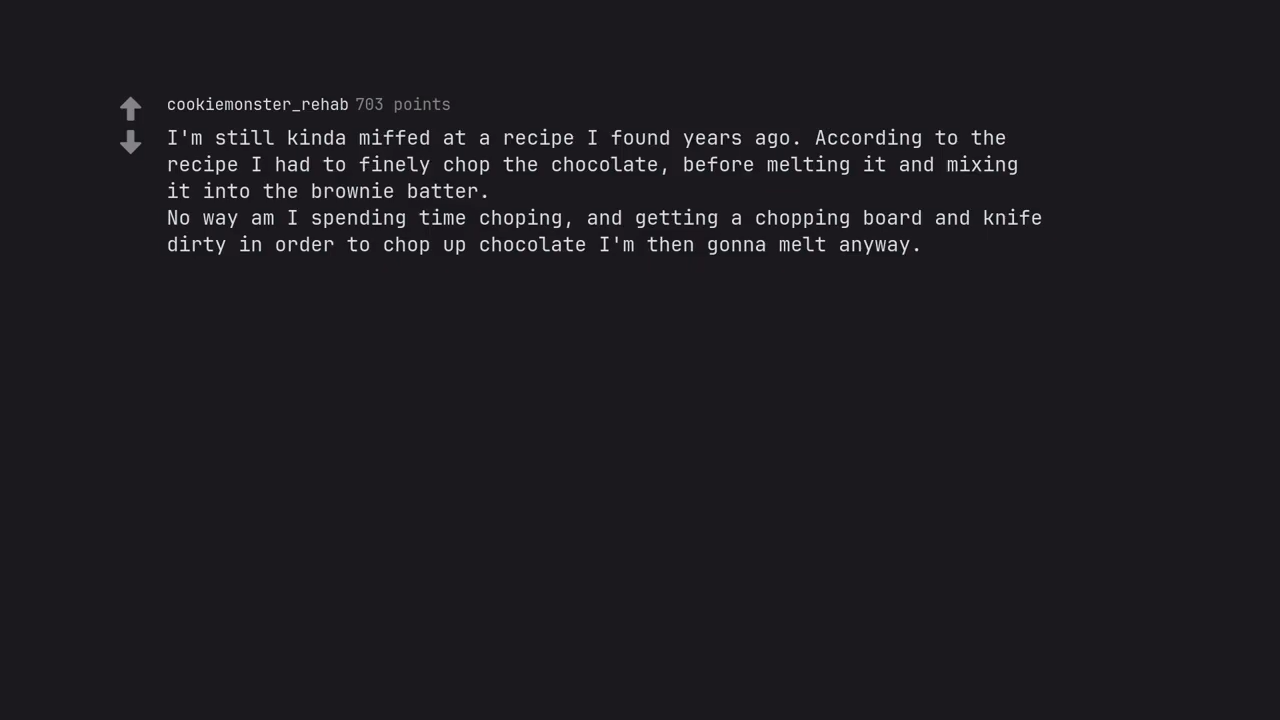 cookiemonster_rehab 703 points
I'm still kinda miffed at a recipe I found years ago. According to the
recipe I had to finely chop the chocolate, before melting it and mixing
it into the brownie batter.
No way am I spending time choping, and getting a chopping board and knife
dirty in order to chop up chocolate I'm then gonna melt anyway.